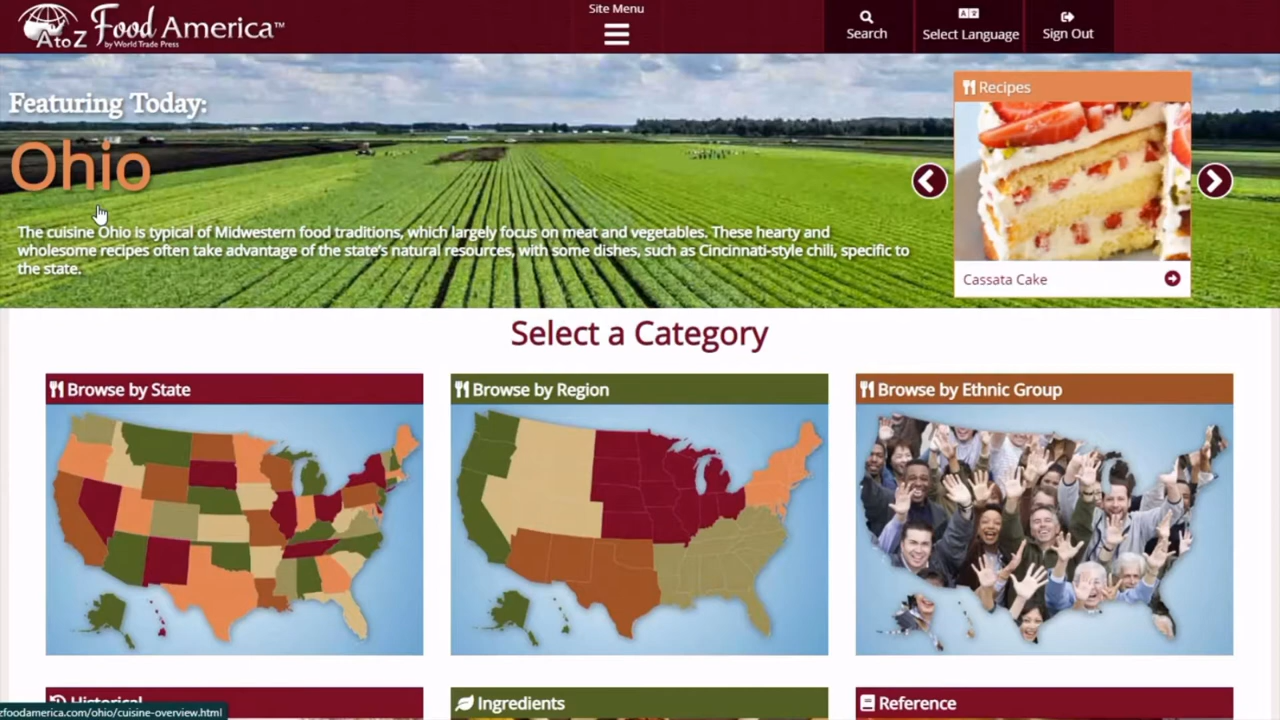 AtoZ Food America™
by World Trade Press
Site Menu
Search
Select Language
Sign Out
Featuring Today:
Ohio
The cuisine Ohio is typical of Midwestern food traditions, which largely focus on meat and vegetables. These hearty and
wholesome recipes often take advantage of the state's natural resources, with some dishes, such as Cincinnati-style chili, specific to
the state.
Recipes
Cassata Cake
Select a Category
Browse by State
Browse by Region
Browse by Ethnic Group
Historical
Ingredients
Reference
zfoodamerica.com/ohio/cuisine-overview.html